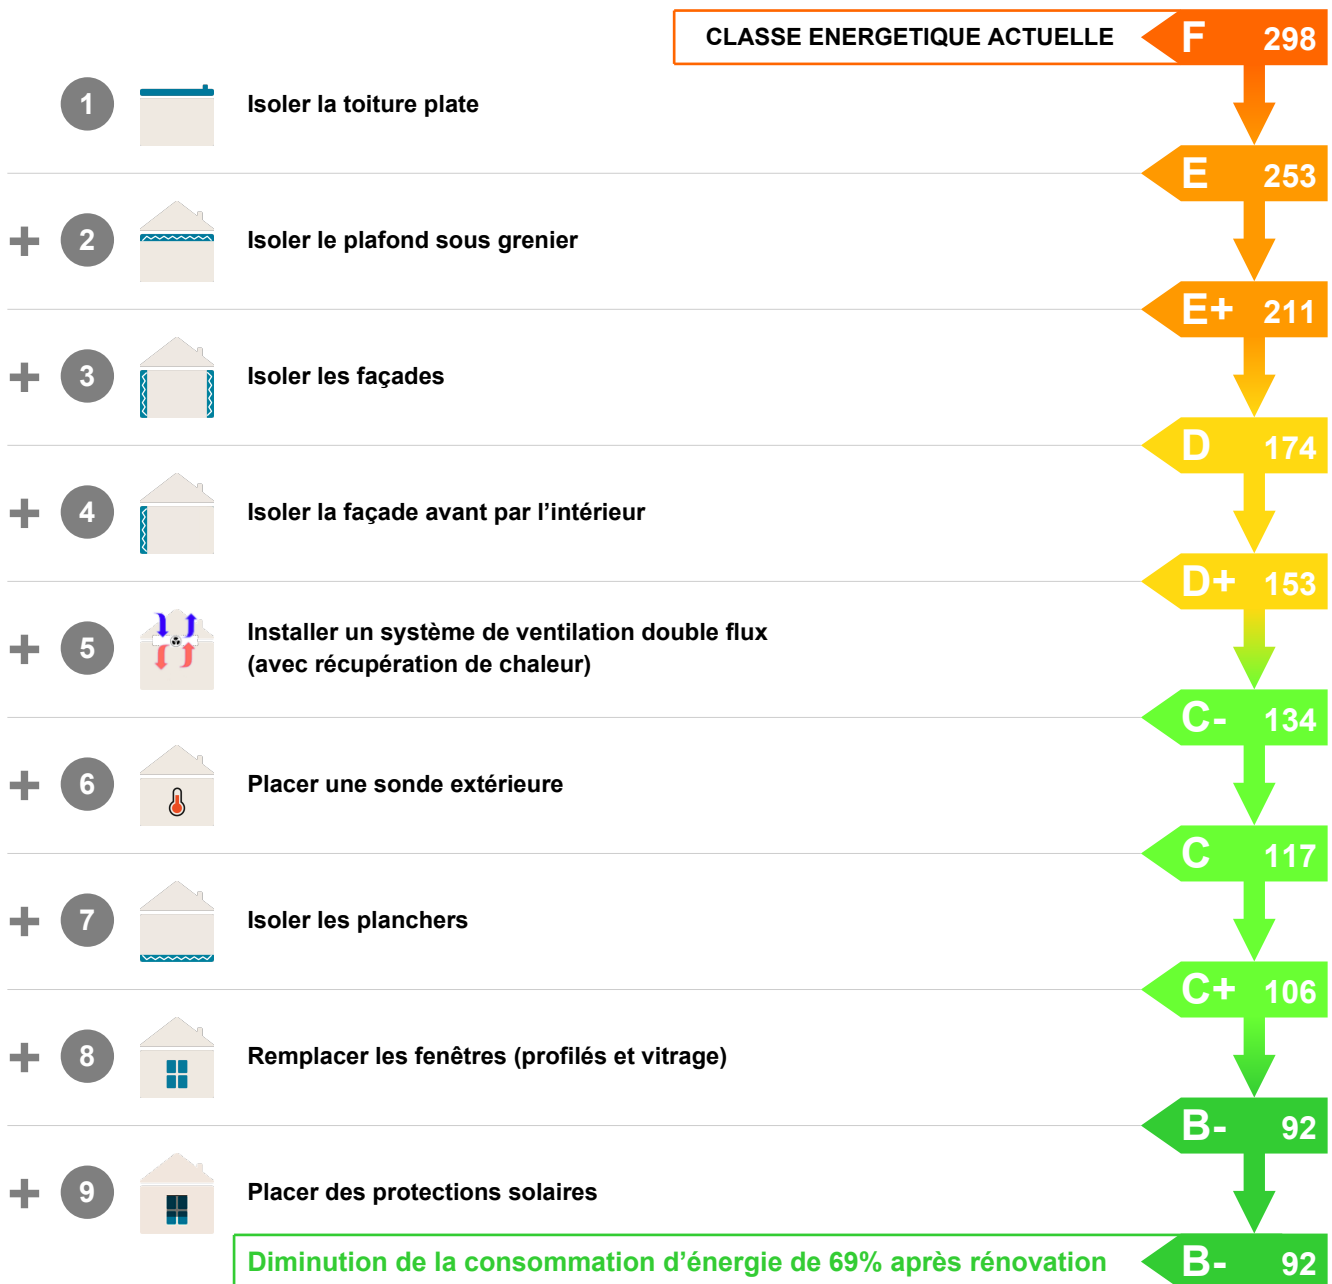 CLASSE ENERGETIQUE ACTUELLE F 298
1 Isoler la toiture plate
E 253
+ 2 Isoler le plafond sous grenier
E+ 211
+ 3 Isoler les façades
D 174
+ 4 Isoler la façade avant par l’intérieur
D+ 153
+ 5 Installer un système de ventilation double flux
(avec récupération de chaleur)
C- 134
+ 6 Placer une sonde extérieure
C 117
+ 7 Isoler les planchers
C+ 106
+ 8 Remplacer les fenêtres (profilés et vitrage)
B- 92
+ 9 Placer des protections solaires
Diminution de la consommation d’énergie de 69% après rénovation B- 92